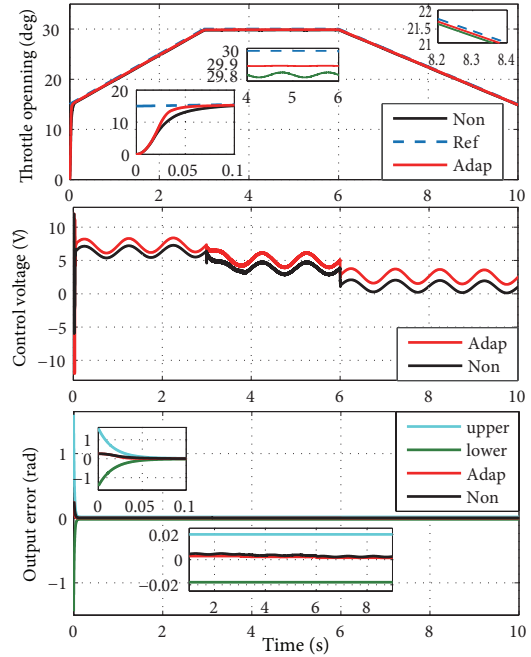 Throttle openning (deg)
30
20
10
0
22
21.5
21
8.2 8.3 8.4
30
29.9
29.8
4 5 6
20
10
0
0 0.05 0.1
Non
Ref
Adap
0 2 4 6 8 10
Control voltage (V)
10
5
0
−5
−10
Adap
Non
0 2 4 6 8 10
Output error (rad)
1
0
−1
1
0
−1
0 0.05 0.1
upper
lower
Adap
Non
0.02
0
−0.02
2 4 6 8
0 2 4 6 8 10
Time (s)